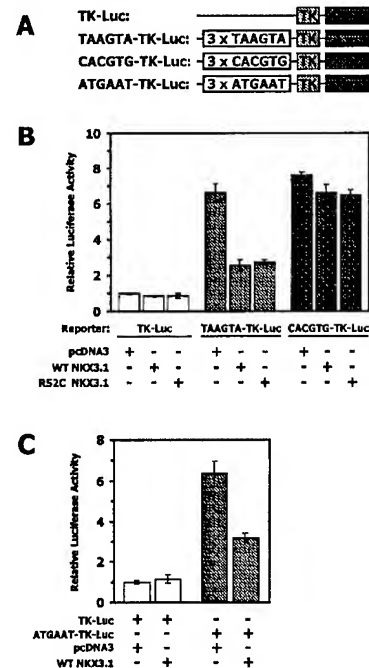 A
TK-Luc: TK
TAAGTA-TK-Luc: 3 x TAAGTA TK
CACGTG-TK-Luc: 3 x CACGTG TK
ATGAAT-TK-Luc: 3 x ATGAAT TK
B
Relative Luciferase Activity
10
8
6
4
2
0
Reporter: TK-Luc TAAGTA-TK-Luc CACGTG-TK-Luc
pcDNA3 + - - + - - + - -
WT NKX3.1 - + - - + - - + -
R52C NKX3.1 - - + - - + - - +
C
Relative Luciferase Activity
8
6
4
2
0
TK-Luc + + - -
ATGAAT-TK-Luc - - + +
pcDNA3 + - + -
WT NKX3.1 - + - +